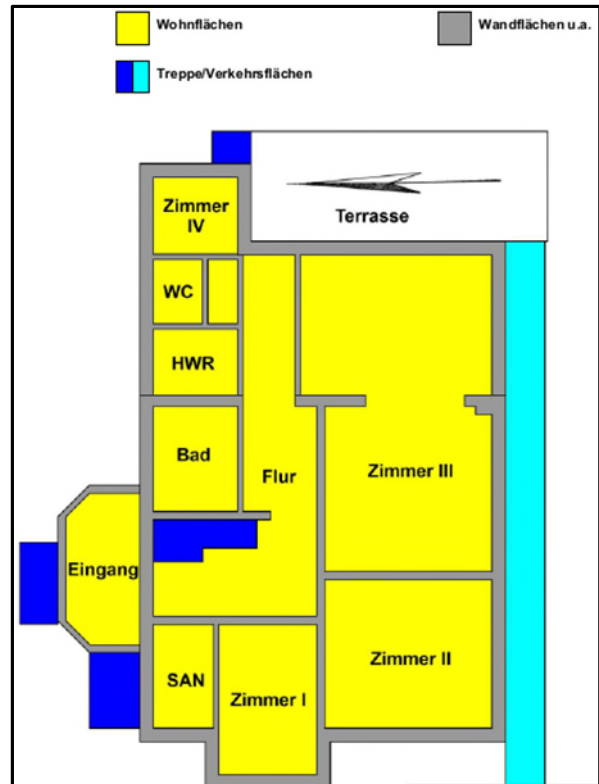 Wohnflächen
Wandflächen u.a.
Treppe/Verkehrsflächen
Zimmer
IV
Terrasse
WC
HWR
Bad
Flur
Zimmer III
Eingang
Zimmer II
SAN
Zimmer I